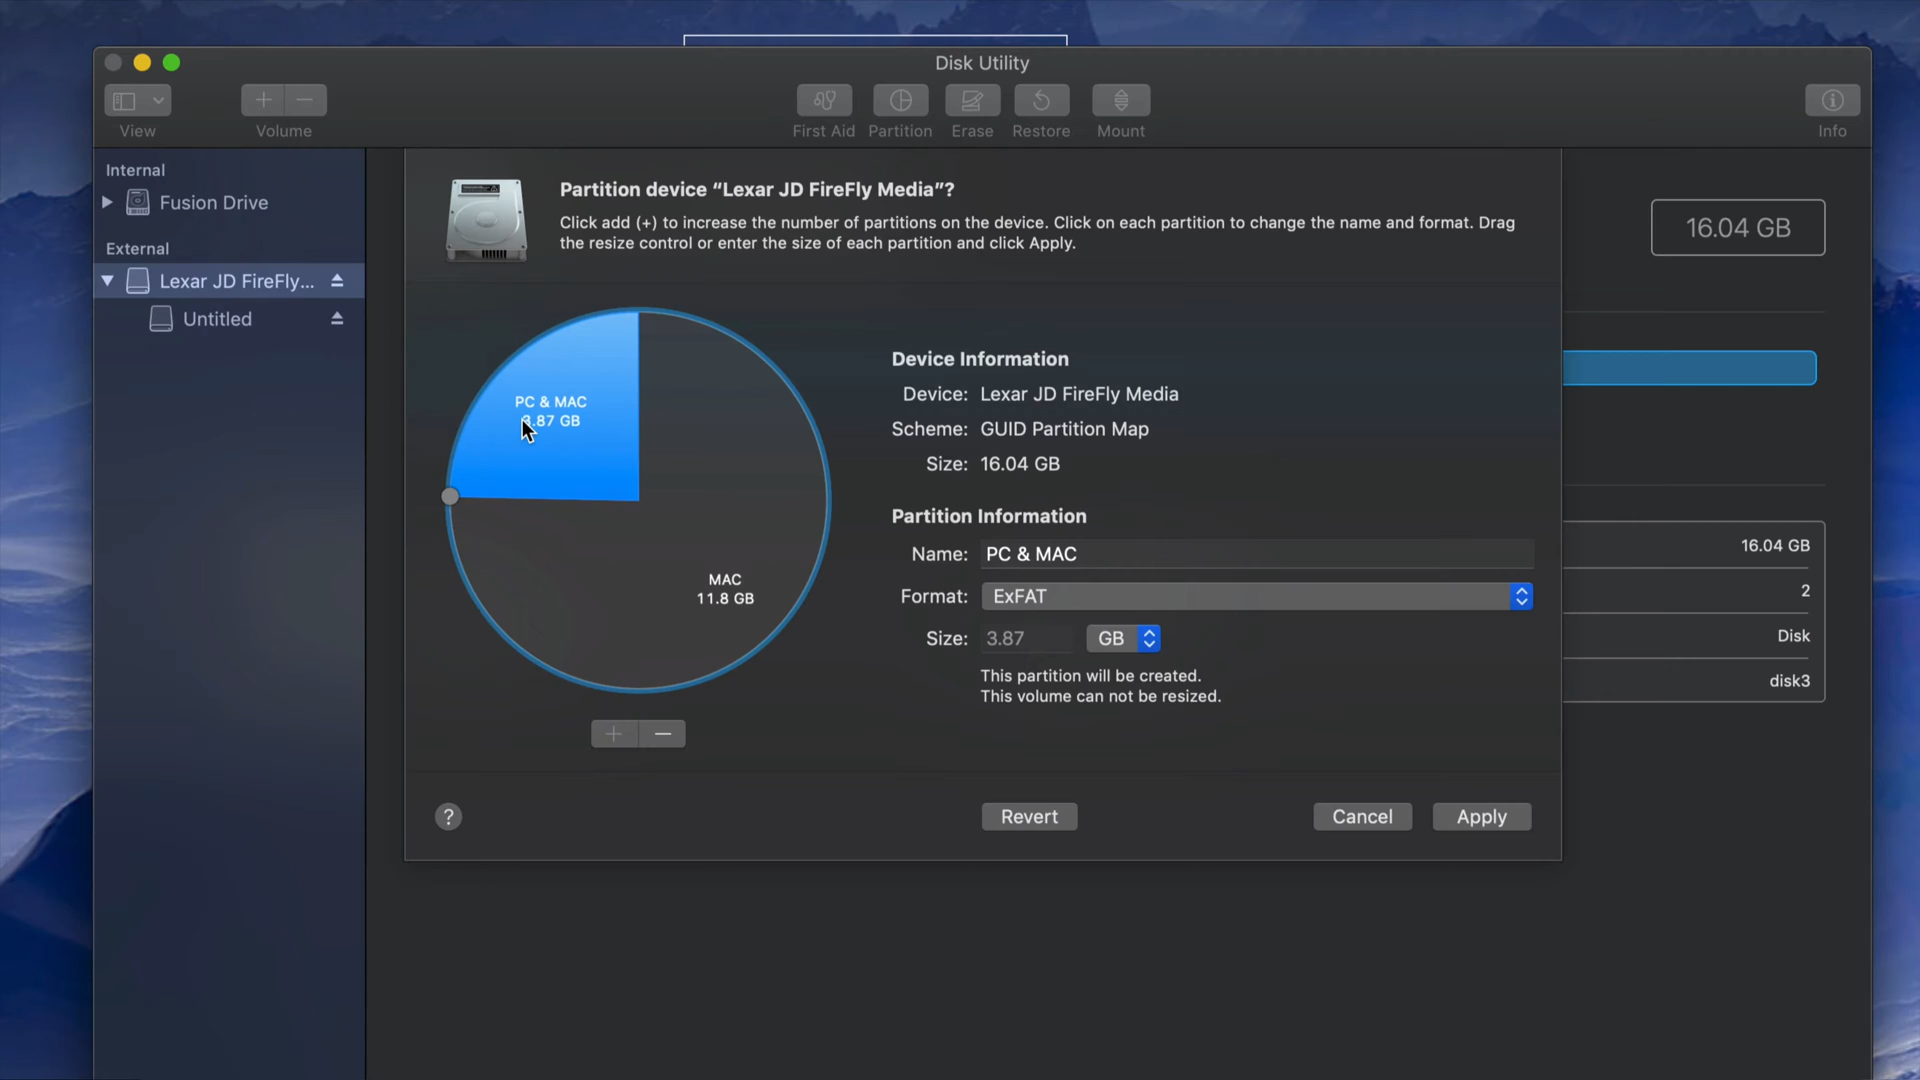 Disk Utility
View
Volume
First Aid
Partition
Erase
Restore
Mount
Info
Internal
Fusion Drive
External
Lexar JD FireFly...
Untitled
Partition device “Lexar JD FireFly Media”?
Click add (+) to increase the number of partitions on the device. Click on each partition to change the name and format. Drag
the resize control or enter the size of each partition and click Apply.
16.04 GB
PC & MAC
3.87 GB
MAC
11.8 GB
Device Information
Device: Lexar JD FireFly Media
Scheme: GUID Partition Map
Size: 16.04 GB
Partition Information
Name: PC & MAC
Format: ExFAT
Size: 3.87 GB
This partition will be created.
This volume can not be resized.
16.04 GB
2
Disk
disk3
?
Revert
Cancel
Apply